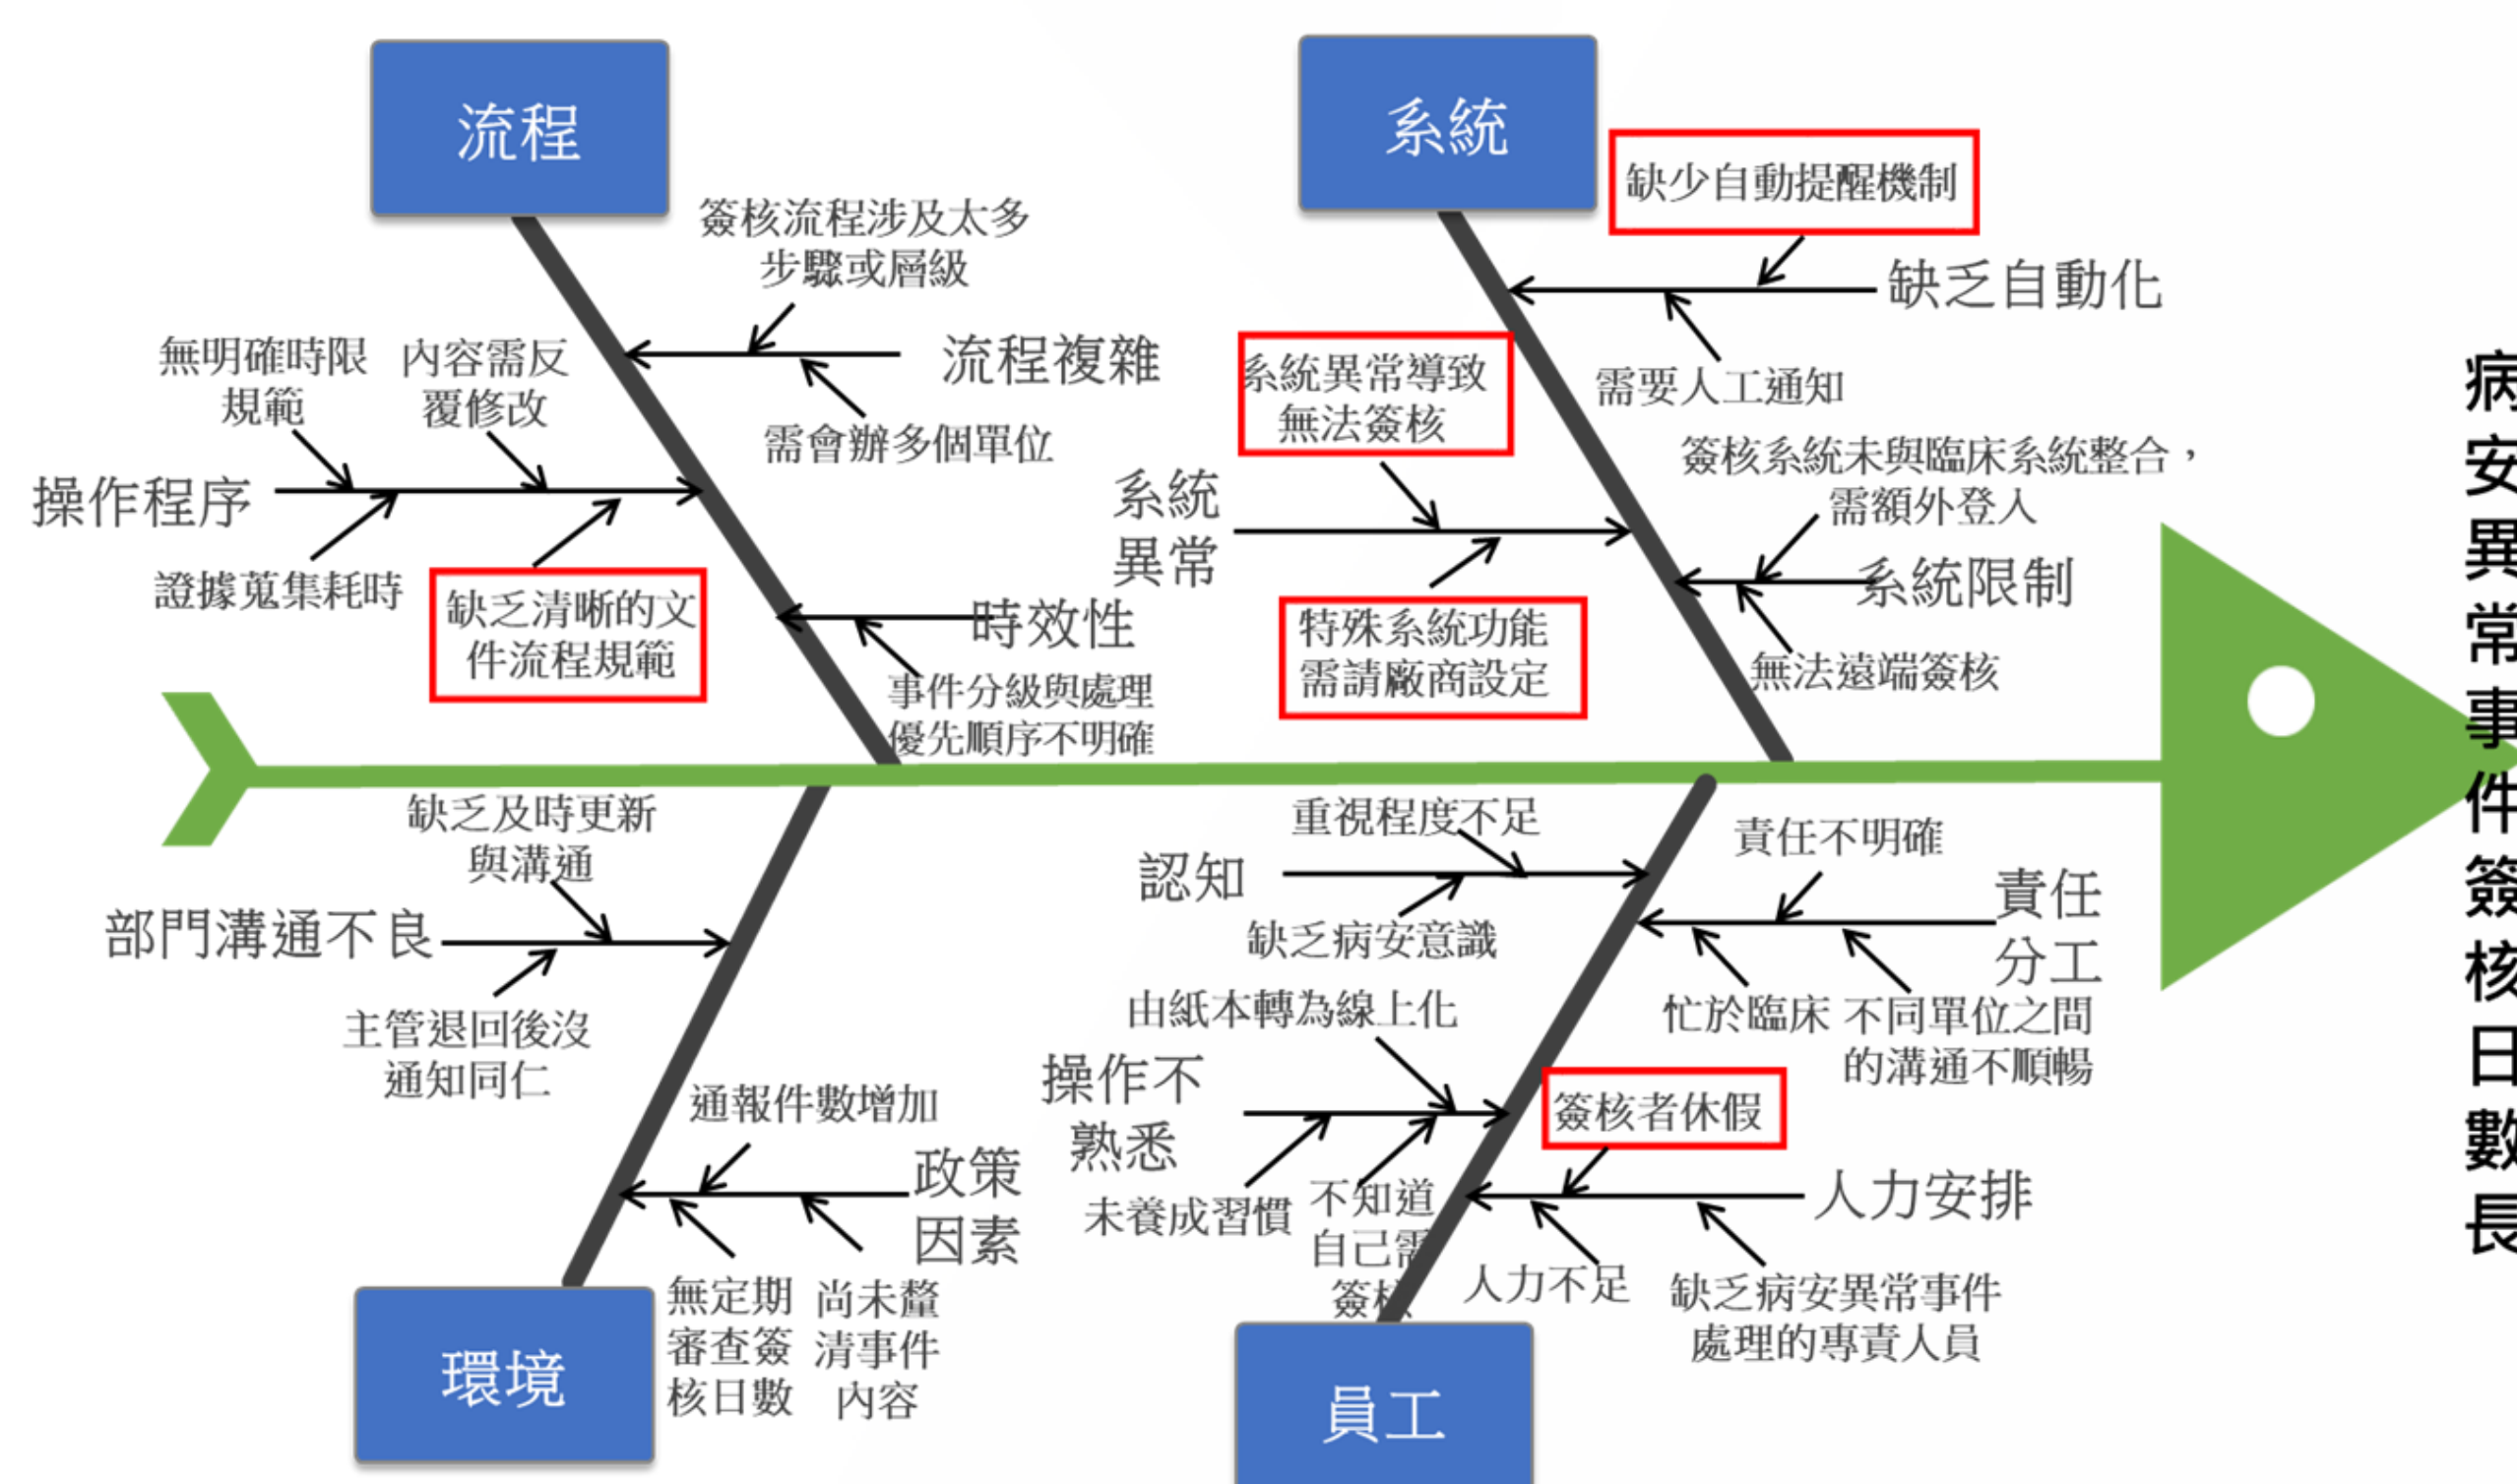 流程
簽核流程涉及太多
步驟或層級
流程複雜
需會辦多個單位
無明確時限
規範
內容需反
覆修改
操作程序
證據蒐集耗時
缺乏清晰的文
件流程規範
時效性
事件分級與處理
優先順序不明確
系統
缺少自動提醒機制
缺乏自動化
需要人工通知
系統異常導致
無法簽核
系統
異常
特殊系統功能
需請廠商設定
簽核系統未與臨床系統整合，
需額外登入
系統限制
無法遠端簽核
缺乏及時更新
與溝通
部門溝通不良
主管退回後沒
通知同仁
通報件數增加
政策
因素
無定期
審查簽
核日數
尚未釐
清事件
內容
環境
重視程度不足
認知
缺乏病安意識
責任不明確
責任
分工
忙於臨床
不同單位之間
的溝通不順暢
由紙本轉為線上化
操作不
熟悉
未養成習慣
不知道
自己需
簽核
簽核者休假
人力安排
人力不足
缺乏病安異常事件
處理的專責人員
員工
病安異常事件簽核日數長